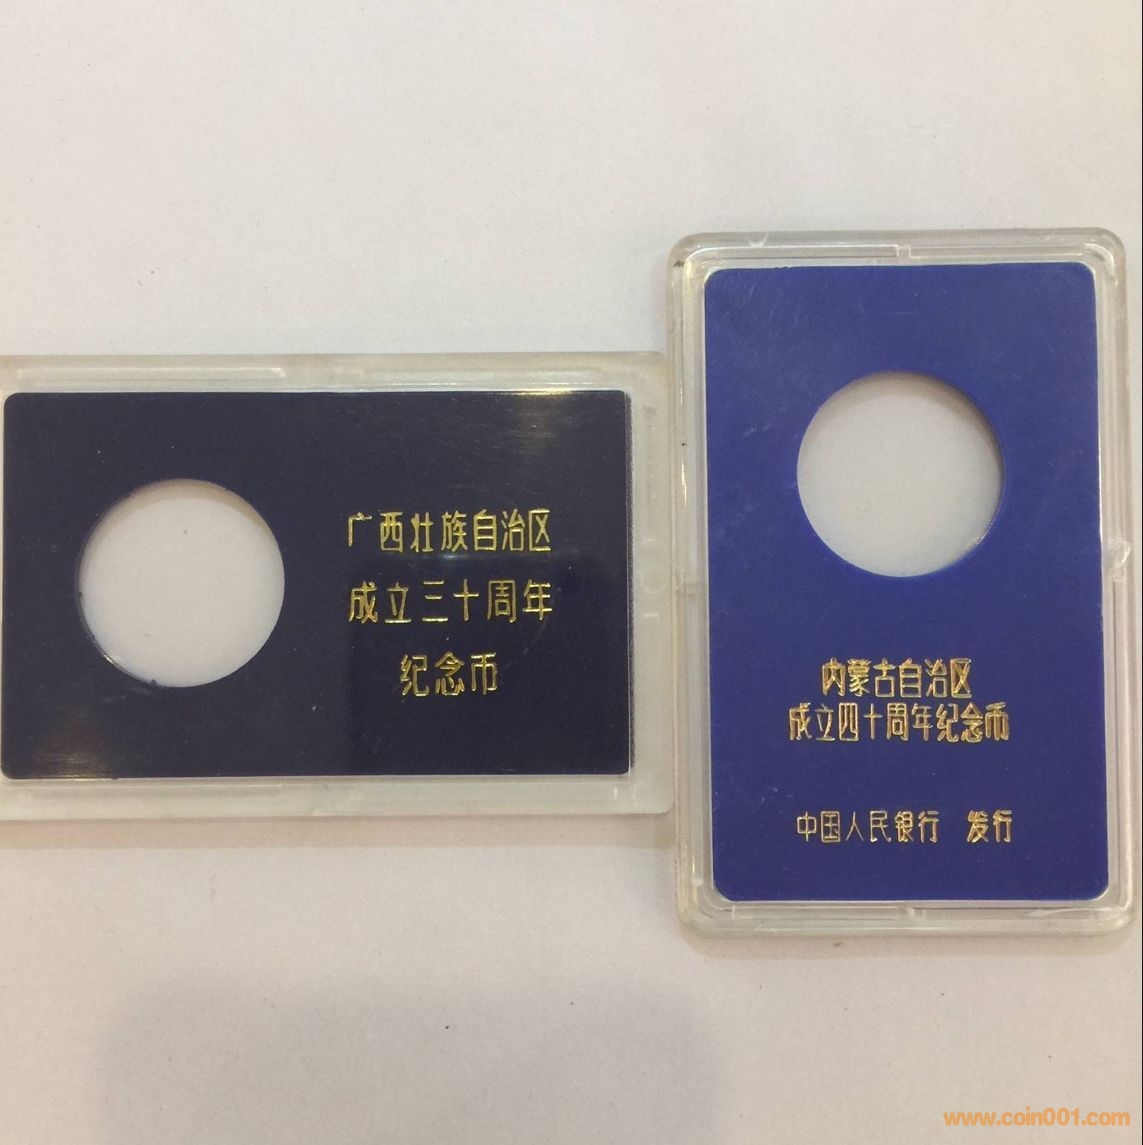 广西壮族自治区
成立三十周年
纪念币
内蒙古自治区
成立四十周年纪念币
中国人民银行 发行
www.coin001.com